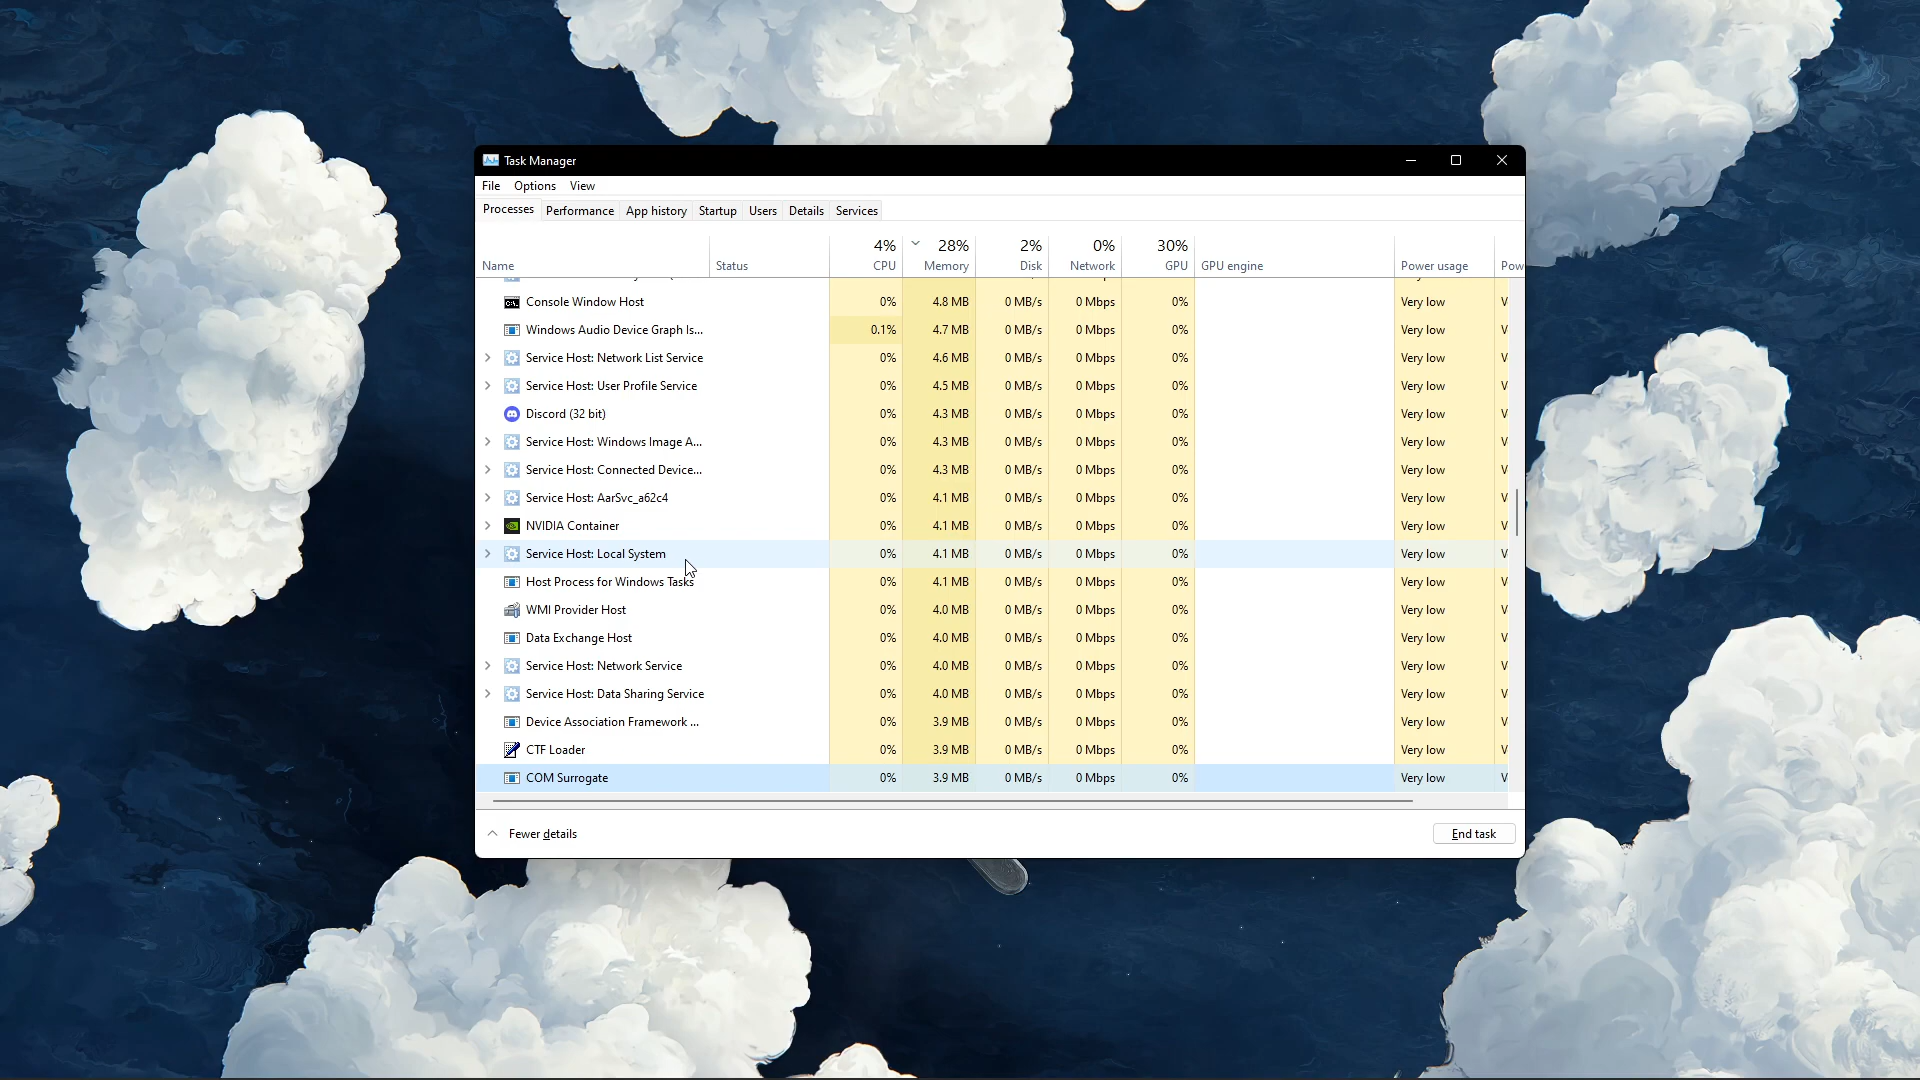 Task Manager
File Options View
Processes Performance App history Startup Users Details Services
4% 28% 2% 0% 30%
Name Status CPU Memory Disk Network GPU GPU engine Power usage Pow
Console Window Host 0% 4.8 MB 0 MB/s 0 Mbps 0% Very low V
Windows Audio Device Graph Is... 0.1% 4.7 MB 0 MB/s 0 Mbps 0% Very low V
Service Host: Network List Service 0% 4.6 MB 0 MB/s 0 Mbps 0% Very low V
Service Host: User Profile Service 0% 4.5 MB 0 MB/s 0 Mbps 0% Very low V
Discord (32 bit) 0% 4.3 MB 0 MB/s 0 Mbps 0% Very low V
Service Host: Windows Image A... 0% 4.3 MB 0 MB/s 0 Mbps 0% Very low V
Service Host: Connected Device... 0% 4.3 MB 0 MB/s 0 Mbps 0% Very low V
Service Host: AarSvc_a62c4 0% 4.1 MB 0 MB/s 0 Mbps 0% Very low V
NVIDIA Container 0% 4.1 MB 0 MB/s 0 Mbps 0% Very low V
Service Host: Local System 0% 4.1 MB 0 MB/s 0 Mbps 0% Very low V
Host Process for Windows Tasks 0% 4.1 MB 0 MB/s 0 Mbps 0% Very low V
WMI Provider Host 0% 4.0 MB 0 MB/s 0 Mbps 0% Very low V
Data Exchange Host 0% 4.0 MB 0 MB/s 0 Mbps 0% Very low V
Service Host: Network Service 0% 4.0 MB 0 MB/s 0 Mbps 0% Very low V
Service Host: Data Sharing Service 0% 4.0 MB 0 MB/s 0 Mbps 0% Very low V
Device Association Framework ... 0% 3.9 MB 0 MB/s 0 Mbps 0% Very low V
CTF Loader 0% 3.9 MB 0 MB/s 0 Mbps 0% Very low V
COM Surrogate 0% 3.9 MB 0 MB/s 0 Mbps 0% Very low V
Fewer details End task